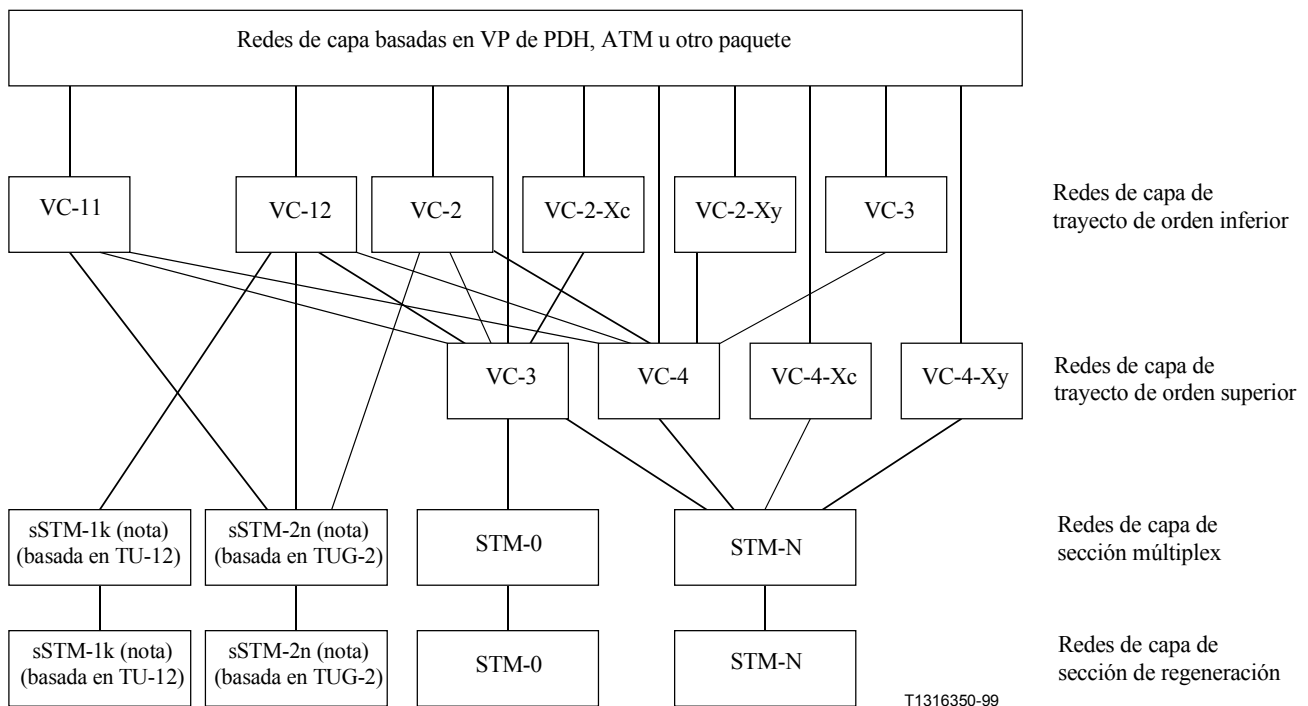 Redes de capa basadas en VP de PDH, ATM u otro paquete
VC-11
VC-12
VC-2
VC-2-Xc
VC-2-Xy
VC-3
Redes de capa de
trayecto de orden inferior
VC-3
VC-4
VC-4-Xc
VC-4-Xy
Redes de capa de
trayecto de orden superior
sSTM-1k (nota)
(basada en TU-12)
sSTM-2n (nota)
(basada en TUG-2)
STM-0
STM-N
Redes de capa de
sección múltiplex
sSTM-1k (nota)
(basada en TU-12)
sSTM-2n (nota)
(basada en TUG-2)
STM-0
STM-N
Redes de capa de
sección de regeneración
T1316350-99